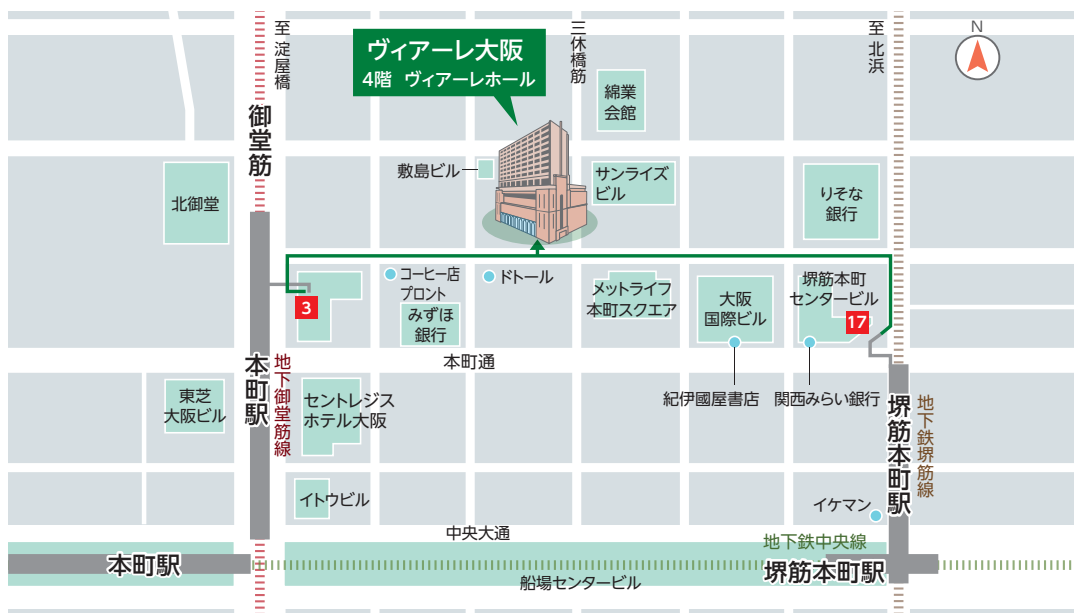 至 淀屋橋
三休橋筋
至 北浜
N
ヴィアーレ大阪
4階 ヴィアーレホール
御堂筋
綿業
会館
敷島ビル
サンライズ
ビル
北御堂
りそな
銀行
コーヒー店
プロント
ドトール
みずほ
銀行
メットライフ
本町スクエア
大阪
国際ビル
堺筋本町
センタービル
3
17
本町通
本町駅
地下御堂筋線
東芝
大阪ビル
セントレジス
ホテル大阪
紀伊國屋書店
関西みらい銀行
堺筋本町駅
地下鉄堺筋線
イトウビル
イケマン
中央大通
地下鉄中央線
本町駅
堺筋本町駅
船場センタービル